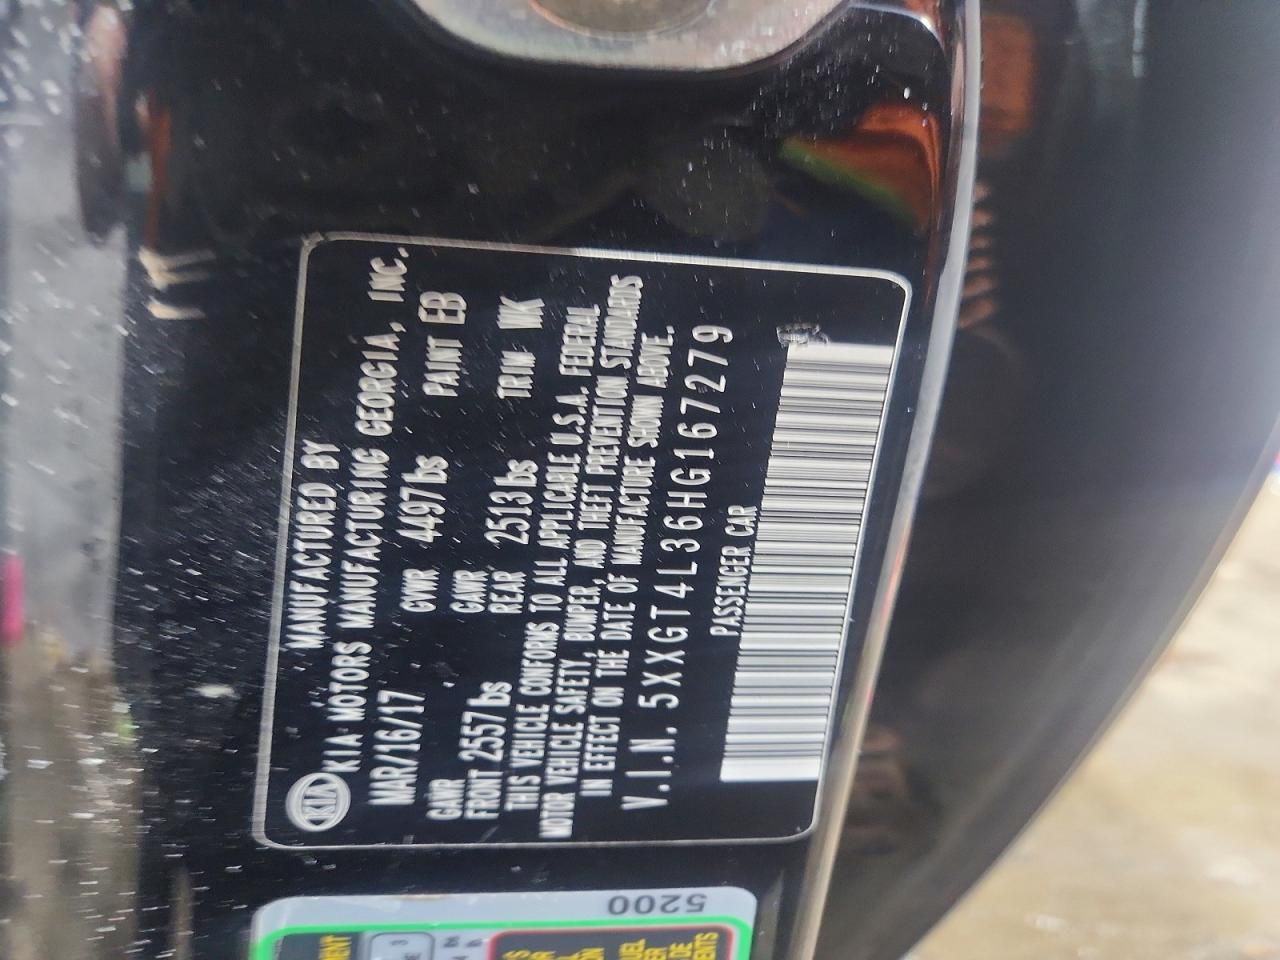 KIA
MANUFACTURED BY
KIA MOTORS MANUFACTURING GEORGIA, INC.
MAR/16/17 GVWR 4497lbs PAINT EB
GAWR GAWR
FRONT 2557lbs REAR 2513lbs TRIM WK
THIS VEHICLE CONFORMS TO ALL APPLICABLE U.S.A. FEDERAL
MOTOR VEHICLE SAFETY, BUMPER, AND THEFT PREVENTION STANDARDS
IN EFFECT ON THE DATE OF MANUFACTURE SHOWN ABOVE.
V.I.N. 5XXGT4L36HG167279
PASSENGER CAR
5200